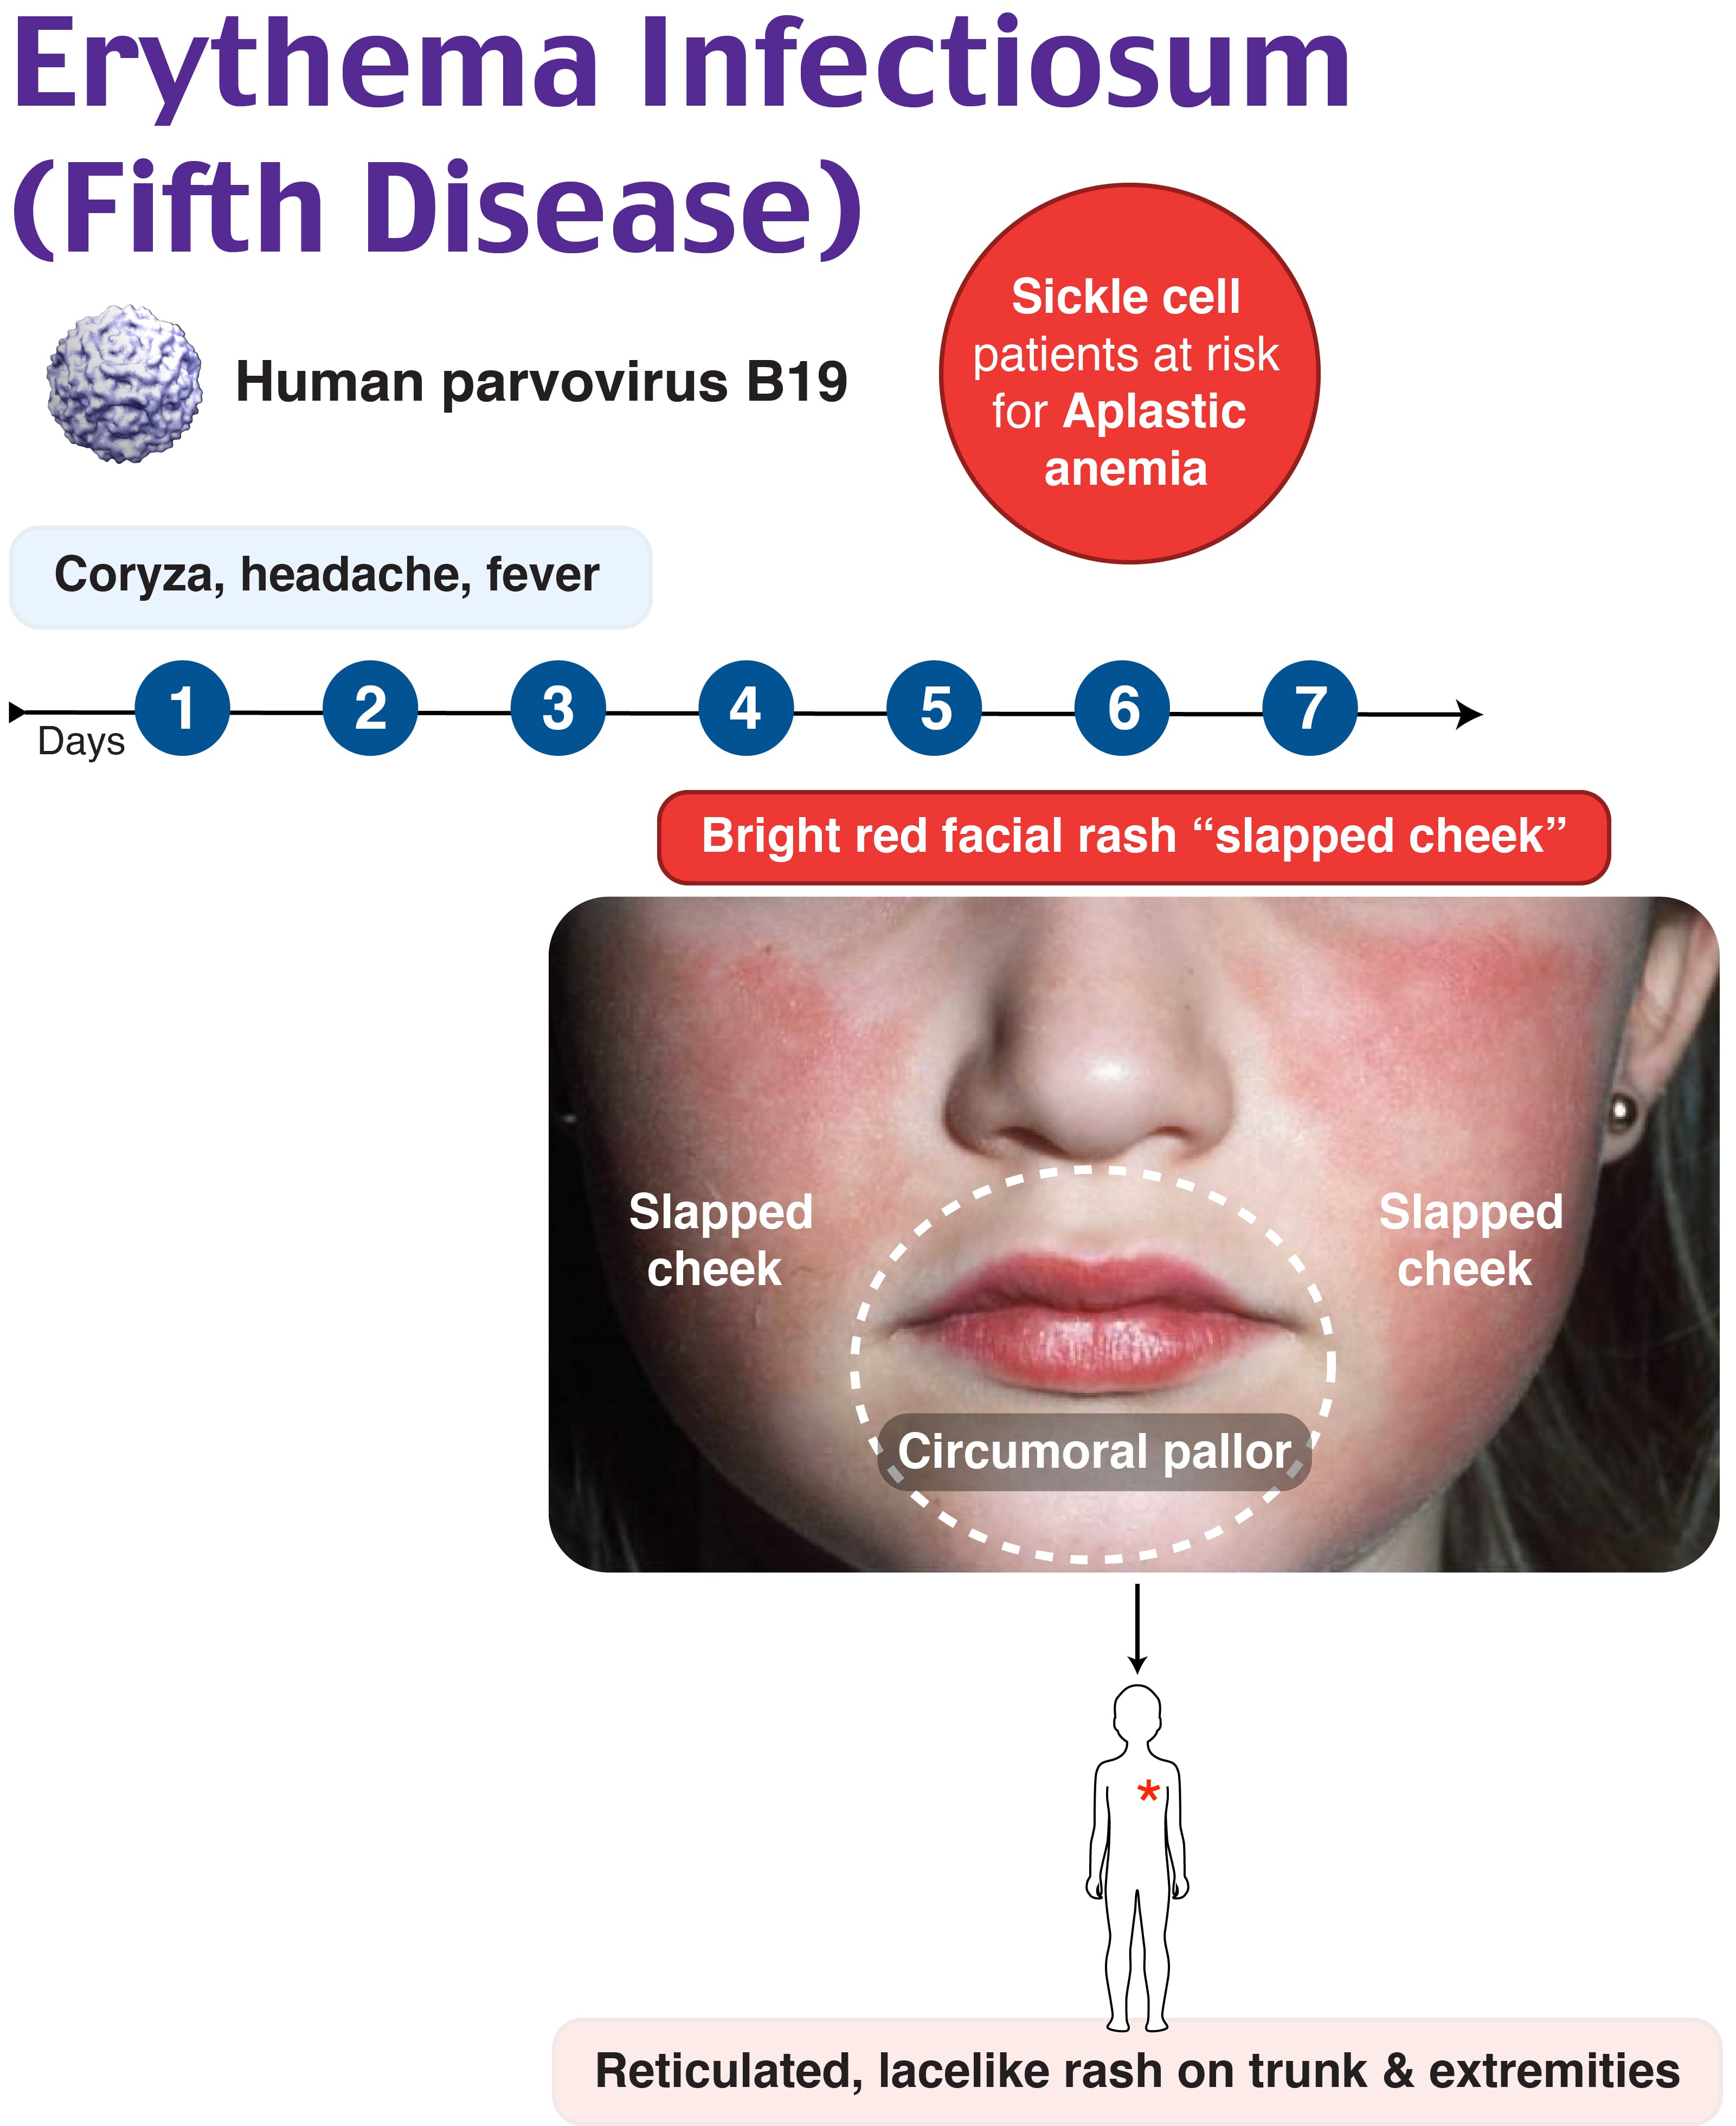 Erythema Infectiosum
(Fifth Disease)
Human parvovirus B19
Sickle cell
patients at risk
for Aplastic
anemia
Coryza, headache, fever
1 2 3 4 5 6 7
Days
Bright red facial rash “slapped cheek”
Slapped
cheek
Slapped
cheek
Circumoral pallor
*
Reticulated, lacelike rash on trunk & extremities